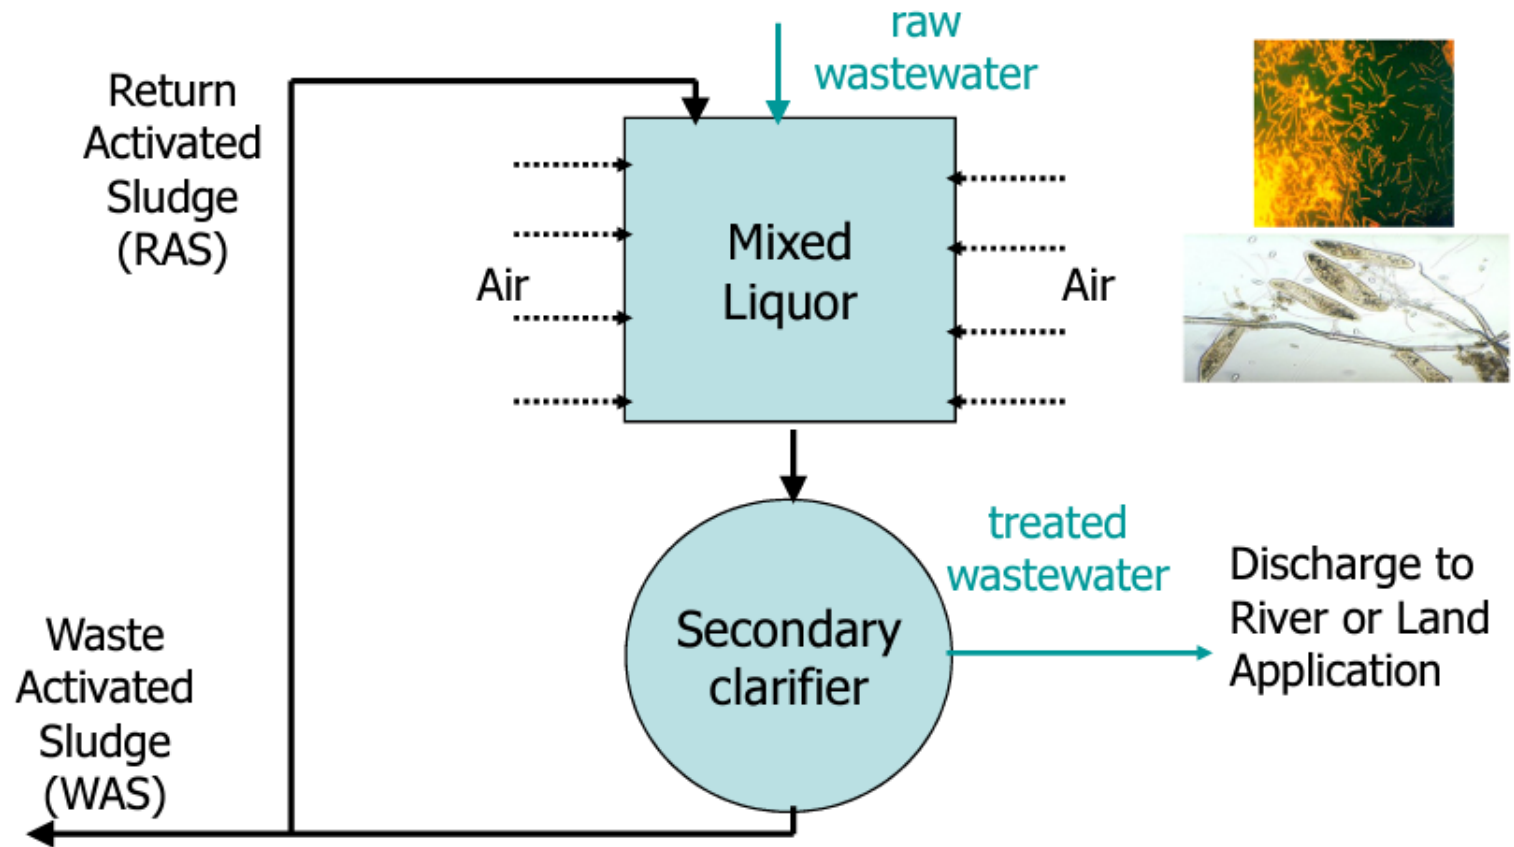 raw
wastewater
Return
Activated
Sludge
(RAS)
Mixed
Liquor
Air
Air
treated
wastewater
Discharge to
River or Land
Application
Secondary
clarifier
Waste
Activated
Sludge
(WAS)